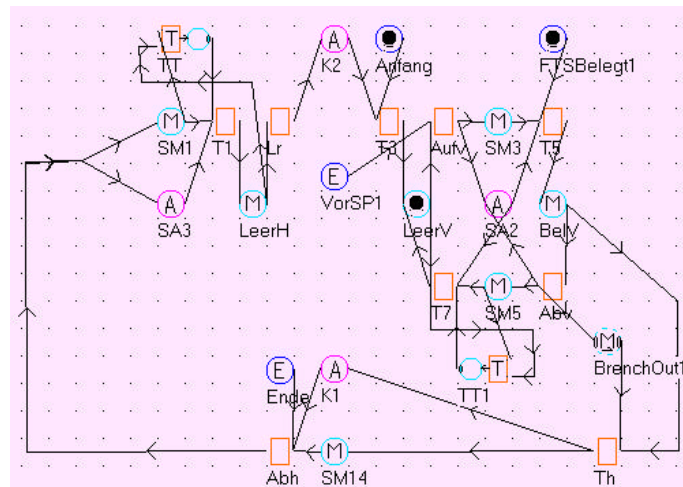 T
TT
A
K2
Anfang
FTSBelegt1
M
SM1
T1
Lr
T3
AufV
M
SM3
T5
E
VorSP1
A
SA3
M
LeerH
LeerV
A
SA2
M
BelV
T7
M
SM5
Abv
M
BrenchOut1
T
TT1
E
Ende
A
K1
Abh
M
SM14
Th